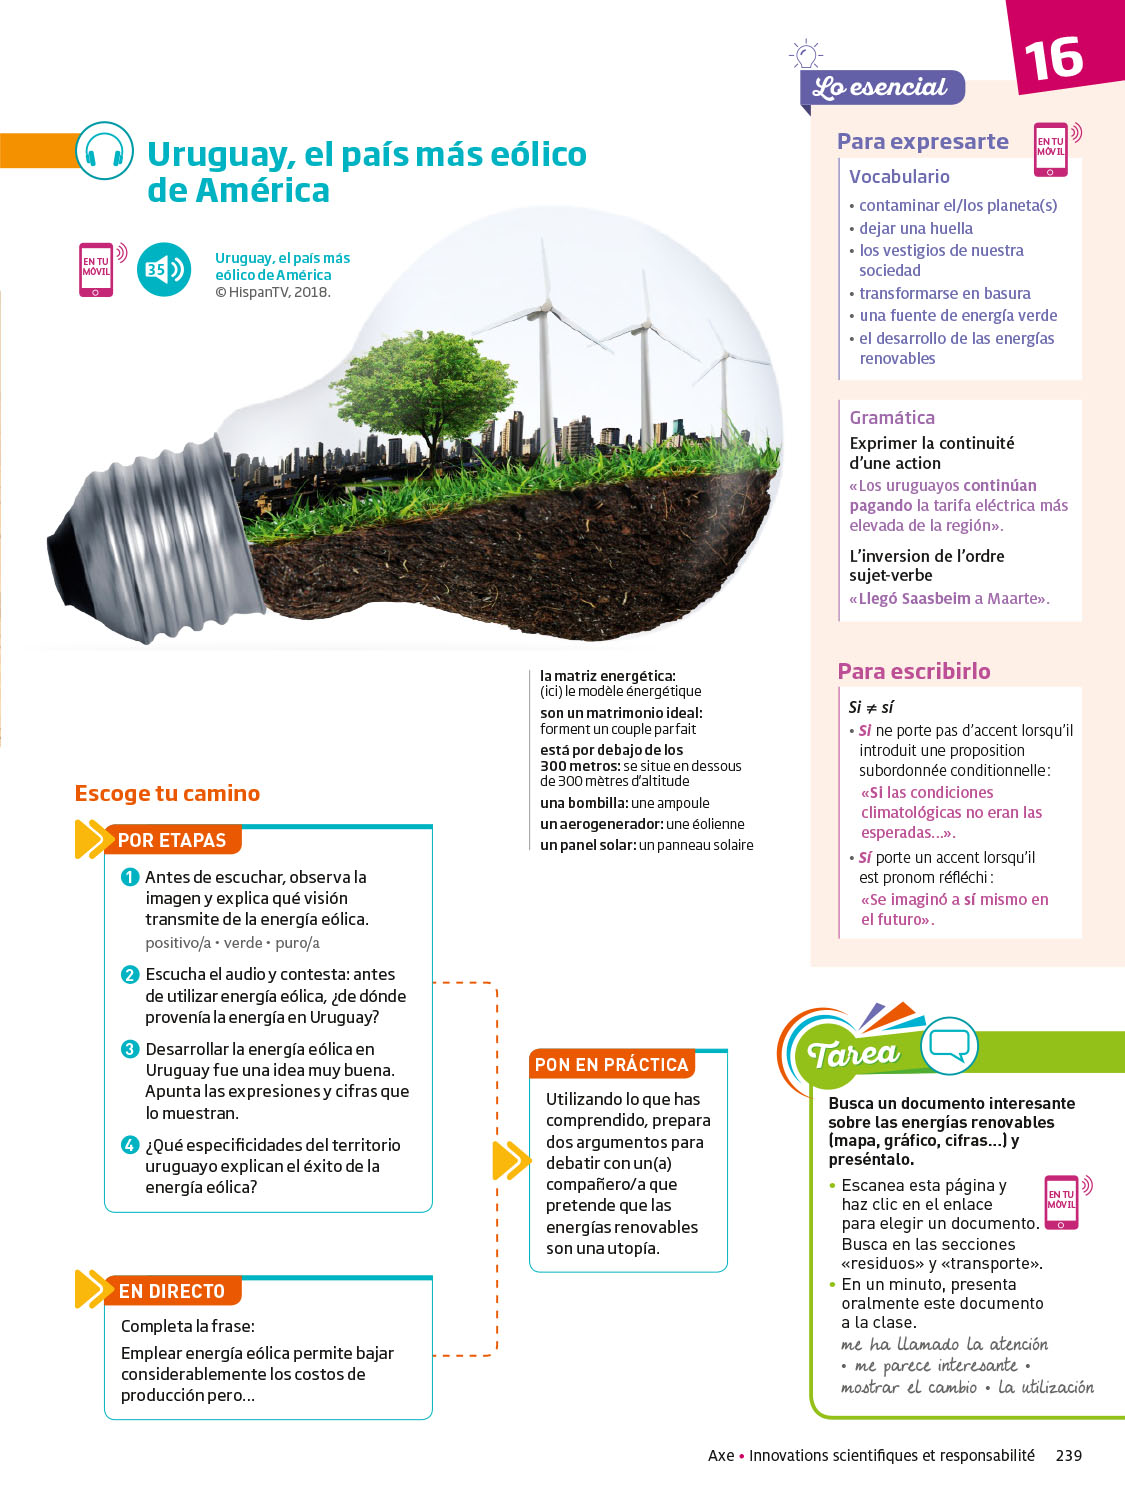 16
Lo esencial
Uruguay, el país más eólico
de América
EN TU
MÓVIL
35
Uruguay, el país más
eólico de América
© HispanTV, 2018.
la matriz energética:
(ici) le modèle énergétique
son un matrimonio ideal:
forment un couple parfait
está por debajo de los
300 metros: se situe en dessous
de 300 mètres d'altitude
una bombilla: une ampoule
un aerogenerador: une éolienne
un panel solar: un panneau solaire
Escoge tu camino
POR ETAPAS
1 Antes de escuchar, observa la
imagen y explica qué visión
transmite de la energía eólica.
positivo/a • verde • puro/a
2 Escucha el audio y contesta: antes
de utilizar energía eólica, ¿de dónde
provenía la energía en Uruguay?
3 Desarrollar la energía eólica en
Uruguay fue una idea muy buena.
Apunta las expresiones y cifras que
lo muestran.
4 ¿Qué especificidades del territorio
uruguayo explican el éxito de la
energía eólica?
EN DIRECTO
Completa la frase:
Emplear energía eólica permite bajar
considerablemente los costos de
producción pero...
PON EN PRÁCTICA
Utilizando lo que has
comprendido, prepara
dos argumentos para
debatir con un(a)
compañero/a que
pretende que las
energías renovables
son una utopía.
Para expresarte
EN TU
MÓVIL
Vocabulario
• contaminar el/los planeta(s)
• dejar una huella
• los vestigios de nuestra
sociedad
• transformarse en basura
• una fuente de energía verde
• el desarrollo de las energías
renovables
Gramática
Exprimer la continuité
d'une action
«Los uruguayos continúan
pagando la tarifa eléctrica más
elevada de la región».
L'inversion de l'ordre
sujet-verbe
«Llegó Saasbeim a Maarte».
Para escribirlo
Si ≠ sí
• Si ne porte pas d'accent lorsqu'il
introduit une proposition
subordonnée conditionnelle :
«Si las condiciones
climatológicas no eran las
esperadas...».
• Sí porte un accent lorsqu'il
est pronom réfléchi :
«Se imaginó a sí mismo en
el futuro».
Tarea
Busca un documento interesante
sobre las energías renovables
(mapa, gráfico, cifras...) y
preséntalo.
• Escanea esta página y
haz clic en el enlace
para elegir un documento.
Busca en las secciones
«residuos» y «transporte».
EN TU
MÓVIL
• En un minuto, presenta
oralmente este documento
a la clase.
me ha llamado la atención
• me parece interesante •
mostrar el cambio • la utilización
Axe • Innovations scientifiques et responsabilité 239